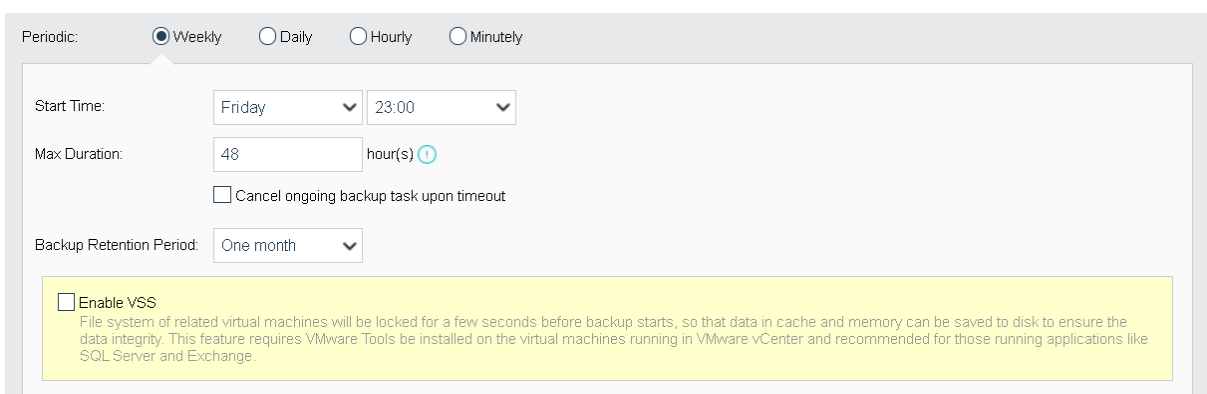 Periodic: Weekly Daily Hourly Minutely
Start Time: Friday 23:00
Max Duration: 48 hour(s)
Cancel ongoing backup task upon timeout
Backup Retention Period: One month
Enable VSS
File system of related virtual machines will be locked for a few seconds before backup starts, so that data in cache and memory can be saved to disk to ensure the
data integrity. This feature requires VMware Tools be installed on the virtual machines running in VMware vCenter and recommended for those running applications like
SQL Server and Exchange.